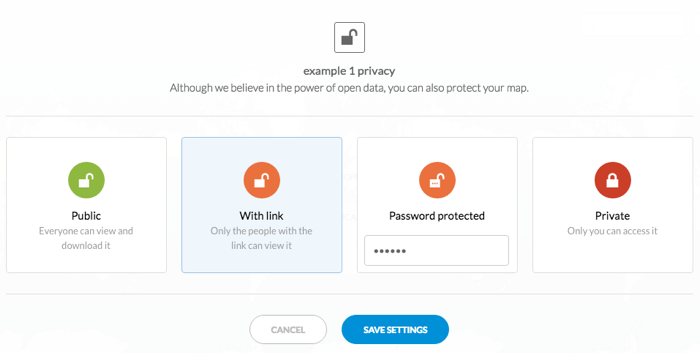 example 1 privacy
Although we believe in the power of open data, you can also protect your map.
Public
Everyone can view and
download it
With link
Only the people with the
link can view it
Password protected
••••••
Private
Only you can access it
CANCEL
SAVE SETTINGS